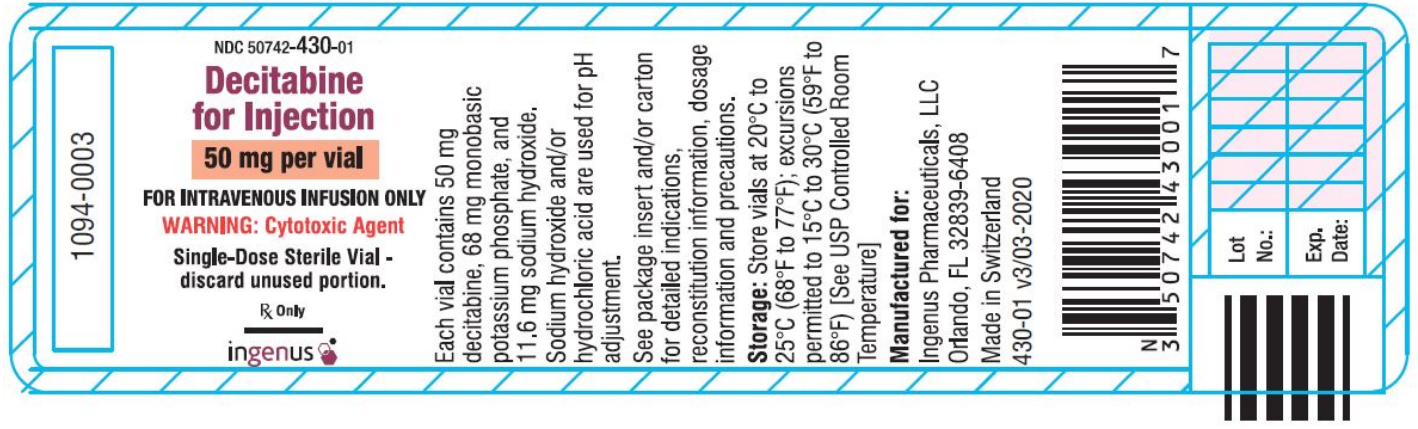 1094-0003
NDC 50742-430-01
Decitabine
for Injection
50 mg per vial
FOR INTRAVENOUS INFUSION ONLY
WARNING: Cytotoxic Agent
Single-Dose Sterile Vial -
discard unused portion.
℞ Only
ingenus
Each vial contains 50 mg
decitabine, 68 mg monobasic
potassium phosphate, and
11.6 mg sodium hydroxide.
Sodium hydroxide and/or
hydrochloric acid are used for pH
adjustment.
See package insert and/or carton
for detailed indications,
reconstitution information, dosage
information and precautions.
Storage: Store vials at 20°C to
25°C (68°F to 77°F); excursions
permitted to 15°C to 30°C (59°F to
86°F) [See USP Controlled Room
Temperature]
Manufactured for:
Ingenus Pharmaceuticals, LLC
Orlando, FL 32839-6408
Made in Switzerland
430-01 v3/03-2020
N
3 50742 43001 7
Lot
No.:
Exp.
Date: